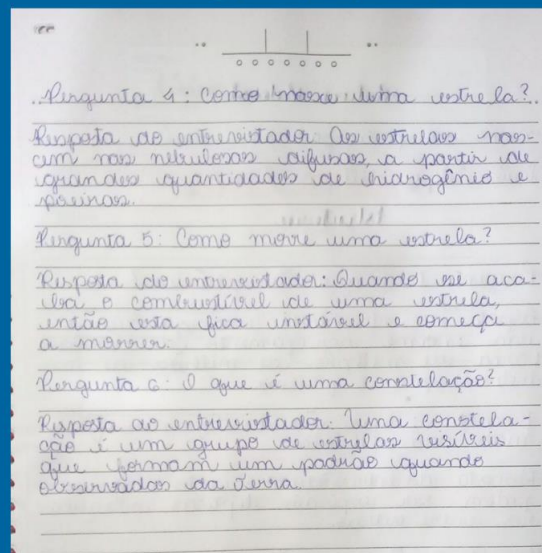 Pergunta 4: Como nasce uma estrela?
Resposta do entrevistador: As estrelas nas-
cem nas nebulosas difusas, a partir de
grandes quantidades de hidrogênio e
poeiras.
Pergunta 5: Como morre uma estrela?
Resposta do entrevistador: Quando se aca-
ba o combustível de uma estrela,
então esta fica instável e começa
a morrer.
Pergunta 6: O que é uma constelação?
Resposta do entrevistador: Uma constela-
ção é um grupo de estrelas visíveis
que formam um padrão quando
observados da Terra.